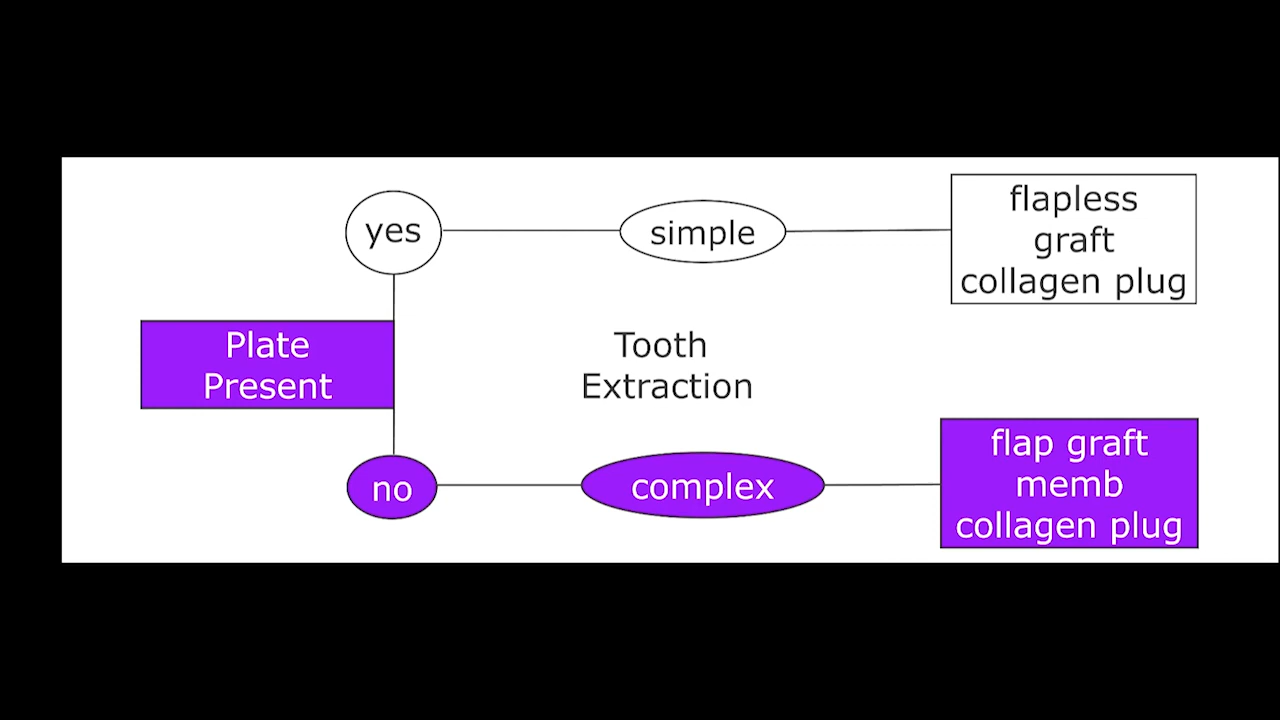 yes
simple
flapless
graft
collagen plug
Plate
Present
Tooth
Extraction
no
complex
flap graft
memb
collagen plug